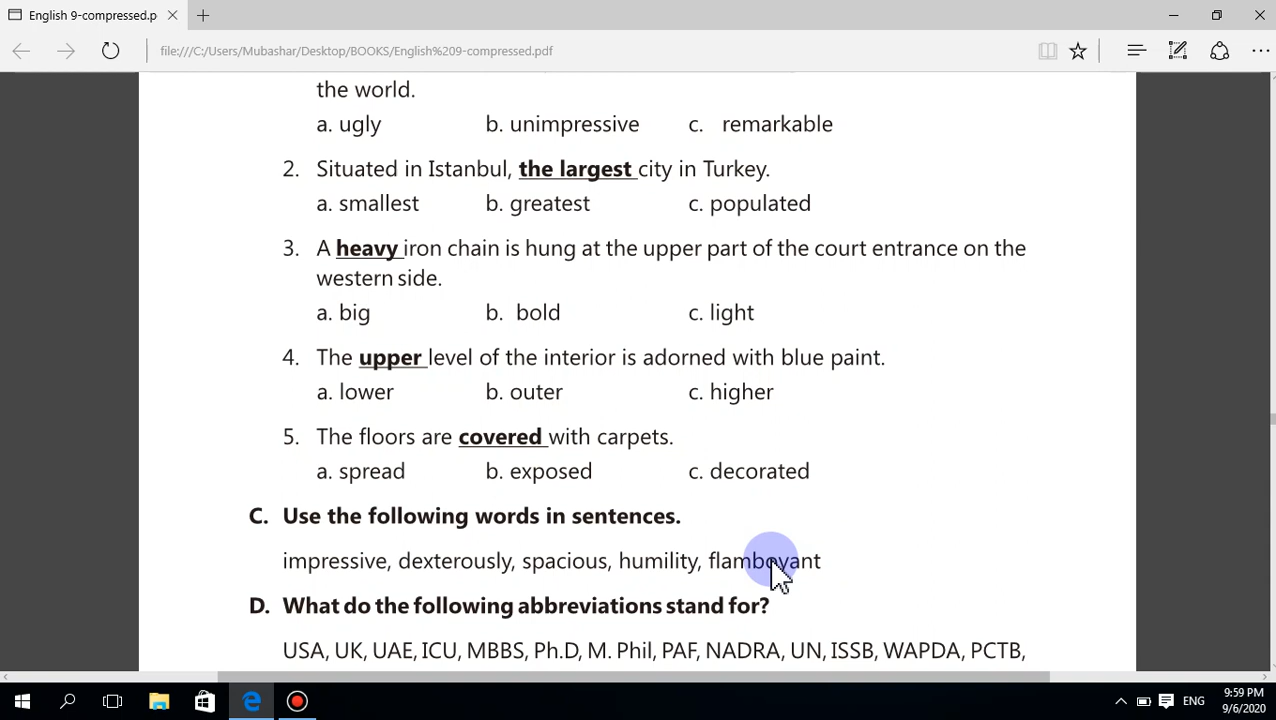 English 9-compressed.p
file:///C:/Users/Mubashar/Desktop/BOOKS/English%209-compressed.pdf
the world.
a. ugly b. unimpressive c. remarkable
2. Situated in Istanbul, the largest city in Turkey.
a. smallest b. greatest c. populated
3. A heavy iron chain is hung at the upper part of the court entrance on the
western side.
a. big b. bold c. light
4. The upper level of the interior is adorned with blue paint.
a. lower b. outer c. higher
5. The floors are covered with carpets.
a. spread b. exposed c. decorated
C. Use the following words in sentences.
impressive, dexterously, spacious, humility, flamboyant
D. What do the following abbreviations stand for?
USA, UK, UAE, ICU, MBBS, Ph.D, M. Phil, PAF, NADRA, UN, ISSB, WAPDA, PCTB,
ENG
9:59 PM
9/6/2020